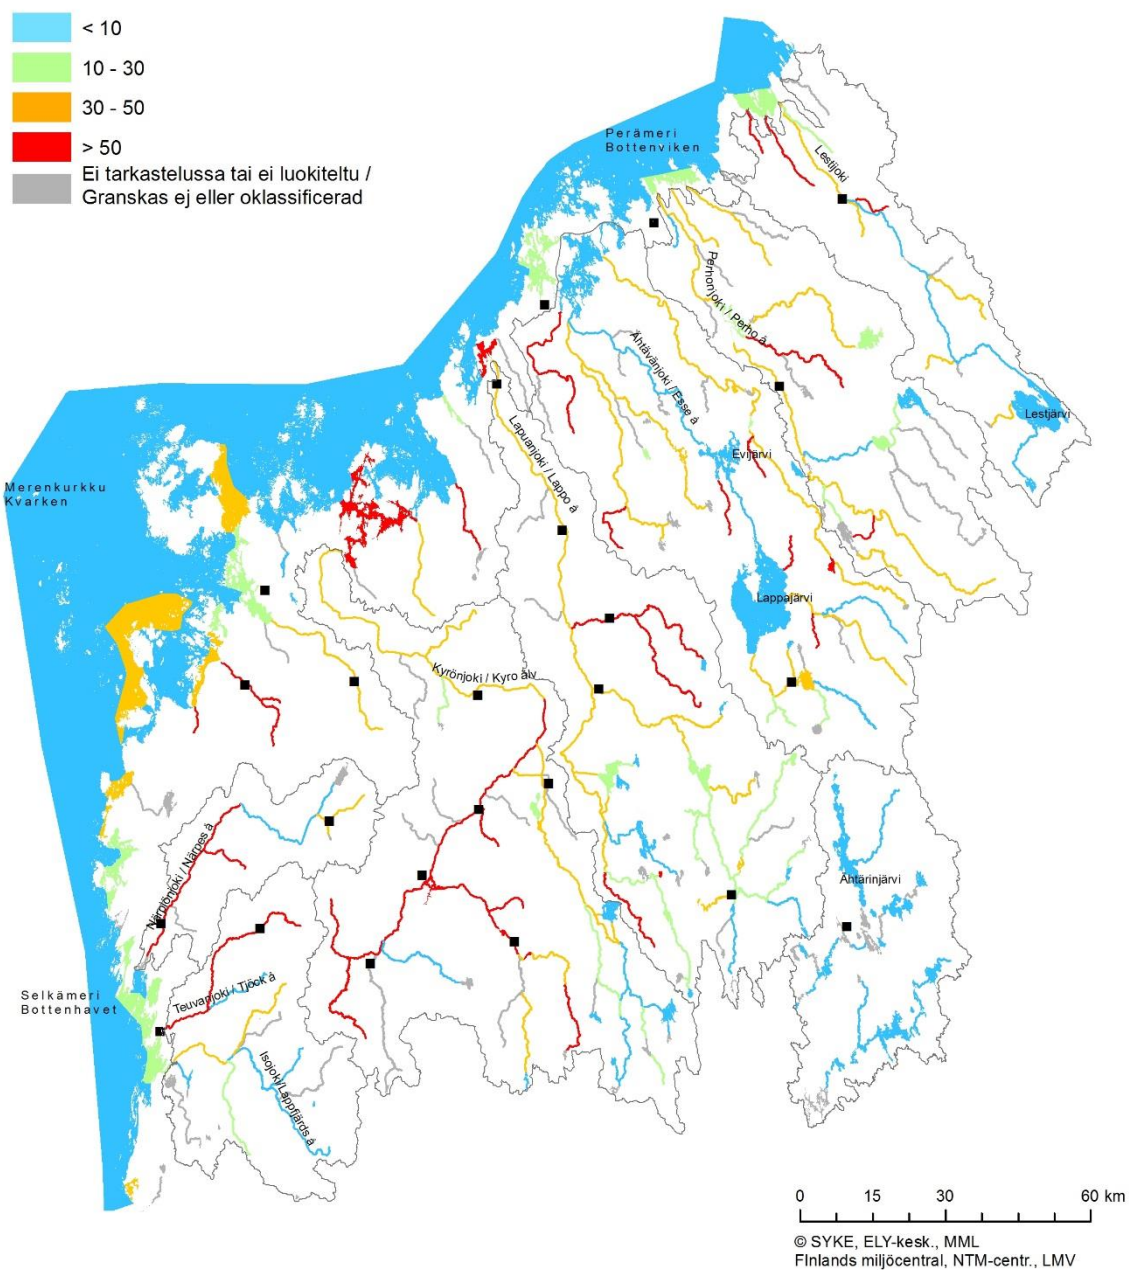 < 10
10 - 30
30 - 50
> 50
Ei tarkastelussa tai ei luokiteltu /
Granskas ej eller oklassificerad
Perämeri
Bottenviken
Lestijoki
Perhonjoki / Perho å
Ähtävänjoki / Esse å
Lestjärvi
Evijärvi
Lapuanjoki / Lappo å
Merenkurkku
Kvarken
Lappajärvi
Kyrönjoki / Kyro älv
Närpiönjoki / Närpes å
Ähtärinjärvi
Selkämeri
Bottenhavet
Teuvanjoki / Tjöck å
Isojoki/Lappfjärds å
0 15 30 60 km
© SYKE, ELY-kesk., MML
FInlands miljöcentral, NTM-centr., LMV